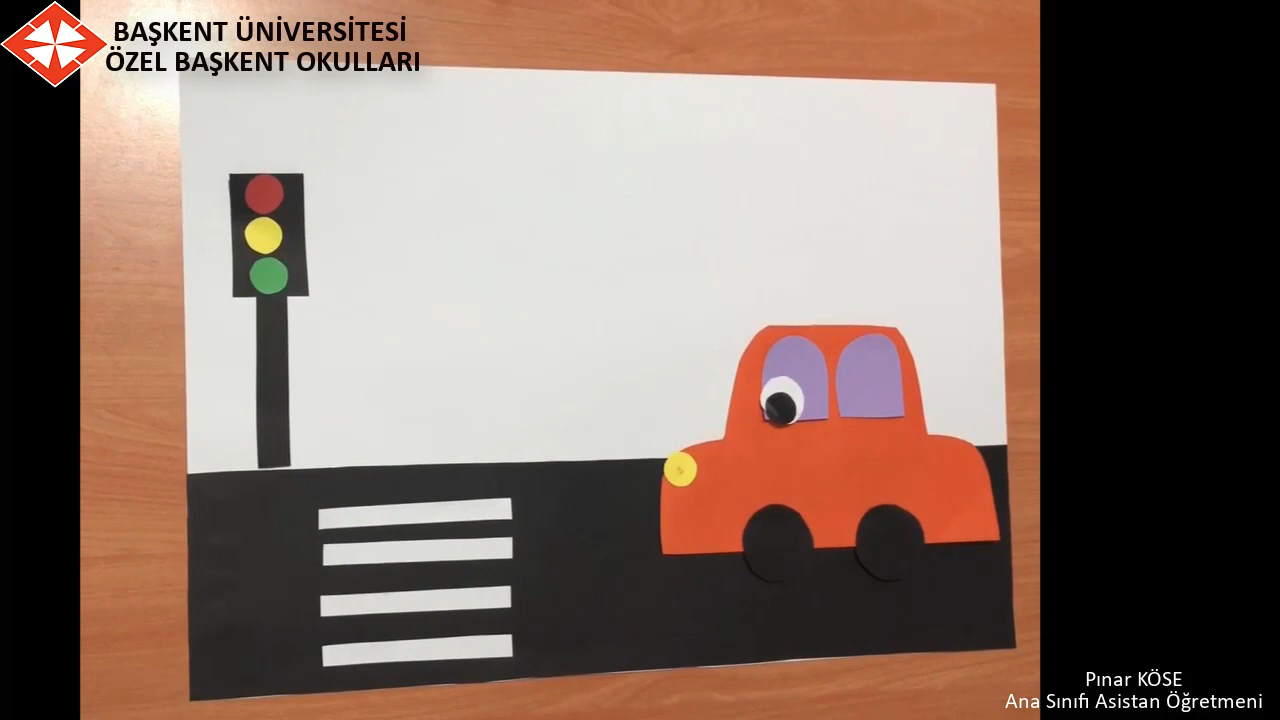 BAŞKENT ÜNİVERSİTESİ
ÖZEL BAŞKENT OKULLARI
Pınar KÖSE
Ana Sınıfı Asistan Öğretmeni